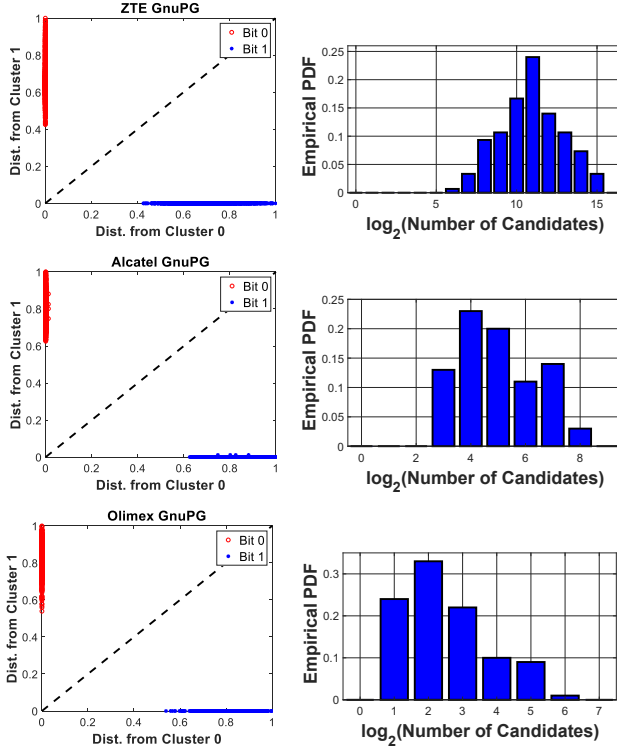 ZTE GnuPG
Dist. from Cluster 1
1
0.8
0.6
0.4
0.2
0
0 0.2 0.4 0.6 0.8 1
Dist. from Cluster 0
Bit 0
Bit 1
Empirical PDF
0.25
0.2
0.15
0.1
0.05
0
0 5 10 15
log2(Number of Candidates)
Alcatel GnuPG
Dist. from Cluster 1
1
0.8
0.6
0.4
0.2
0
0 0.2 0.4 0.6 0.8 1
Dist. from Cluster 0
Bit 0
Bit 1
Empirical PDF
0.25
0.2
0.15
0.1
0.05
0
0 2 4 6 8
log2(Number of Candidates)
Olimex GnuPG
Dist. from Cluster 1
1
0.8
0.6
0.4
0.2
0
0 0.2 0.4 0.6 0.8 1
Dist. from Cluster 0
Bit 0
Bit 1
Empirical PDF
0.3
0.2
0.1
0
0 1 2 3 4 5 6 7
log2(Number of Candidates)